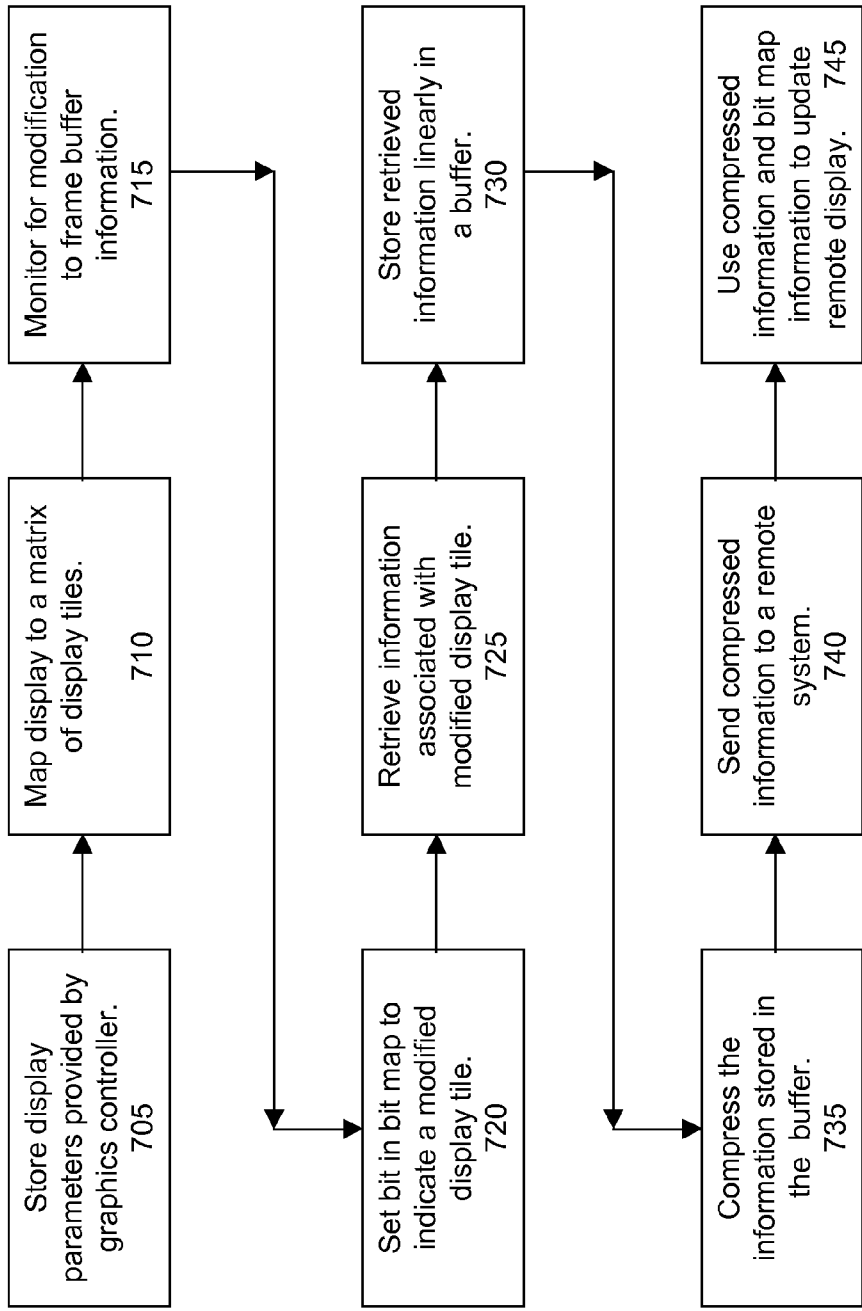 Store display
parameters provided by
graphics controller.
705
Map display to a matrix
of display tiles.
710
Monitor for modification
to frame buffer
information.
715
Set bit in bit map to
indicate a modified
display tile.
720
Retrieve information
associated with
modified display tile.
725
Store retrieved
information linearly in
a buffer.
730
Compress the
information stored in
the buffer.
735
Send compressed
information to a remote
system.
740
Use compressed
information and bit map
information to update
remote display. 745